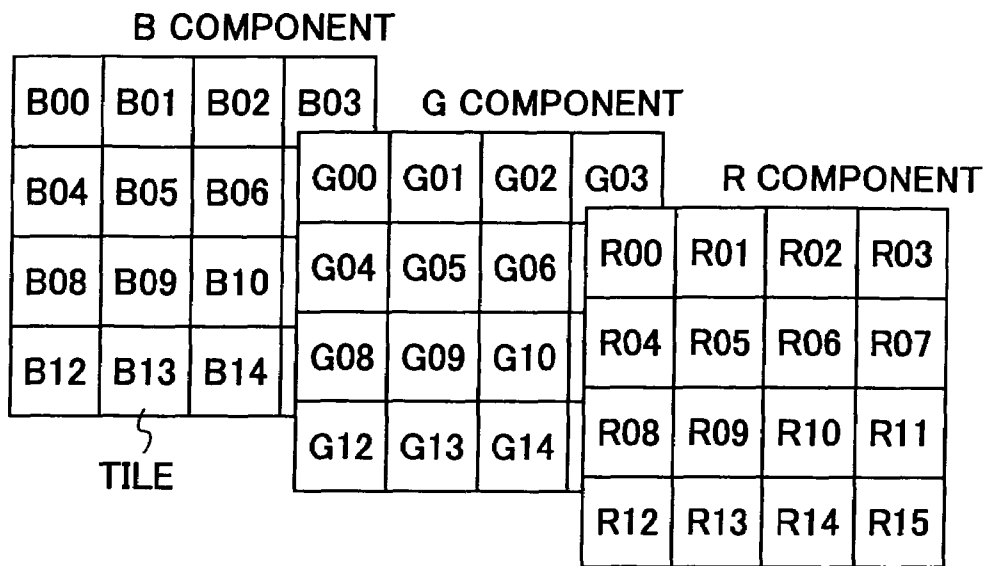 B COMPONENT
B00 B01 B02 B03
B04 B05 B06
B08 B09 B10
B12 B13 B14
TILE
G COMPONENT
G00 G01 G02 G03
G04 G05 G06
G08 G09 G10
G12 G13 G14
R COMPONENT
R00 R01 R02 R03
R04 R05 R06 R07
R08 R09 R10 R11
R12 R13 R14 R15